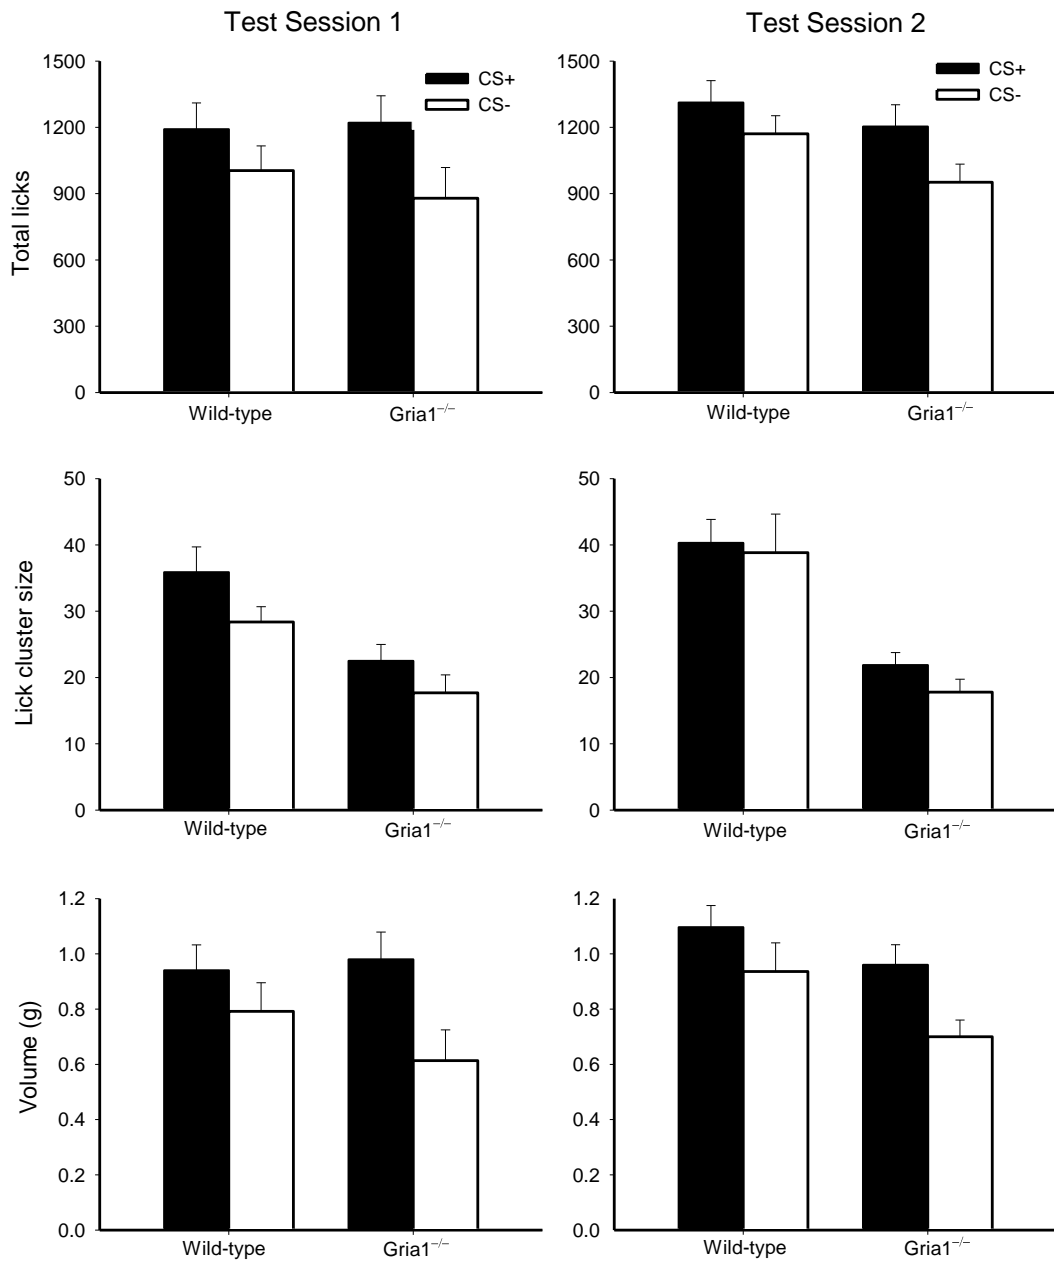 Test Session 1
Test Session 2
Total licks
1500
1200
900
600
300
0
CS+
CS-
Wild-type
Gria1−/−
1500
1200
900
600
300
0
CS+
CS-
Wild-type
Gria1−/−
Lick cluster size
50
40
30
20
10
0
Wild-type
Gria1−/−
50
40
30
20
10
0
Wild-type
Gria1−/−
Volume (g)
1.2
1.0
0.8
0.6
0.4
0.2
0.0
Wild-type
Gria1−/−
1.2
1.0
0.8
0.6
0.4
0.2
0.0
Wild-type
Gria1−/−